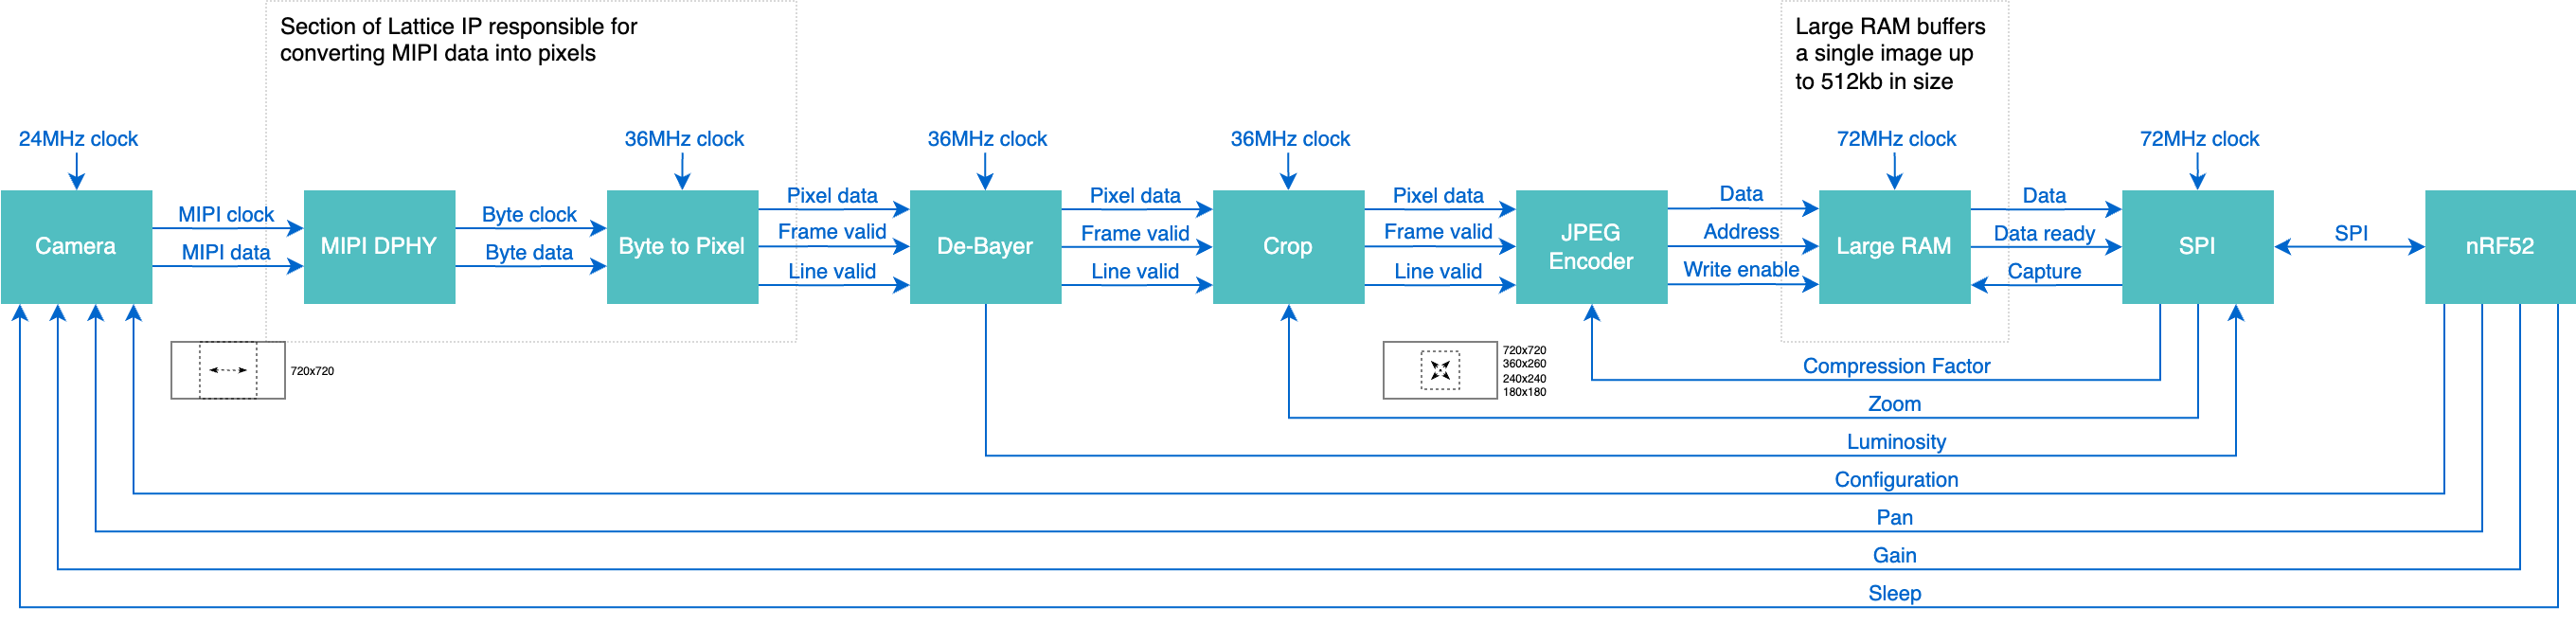 Section of Lattice IP responsible for
converting MIPI data into pixels
Large RAM buffers
a single image up
to 512kb in size
24MHz clock
36MHz clock
36MHz clock
36MHz clock
72MHz clock
72MHz clock
Camera
MIPI clock
MIPI data
MIPI DPHY
Byte clock
Byte data
Byte to Pixel
Pixel data
Frame valid
Line valid
De-Bayer
Pixel data
Frame valid
Line valid
Crop
Pixel data
Frame valid
Line valid
JPEG
Encoder
Data
Address
Write enable
Large RAM
Data
Data ready
Capture
SPI
SPI
nRF52
720x720
720x720
360x260
240x240
180x180
Compression Factor
Zoom
Luminosity
Configuration
Pan
Gain
Sleep